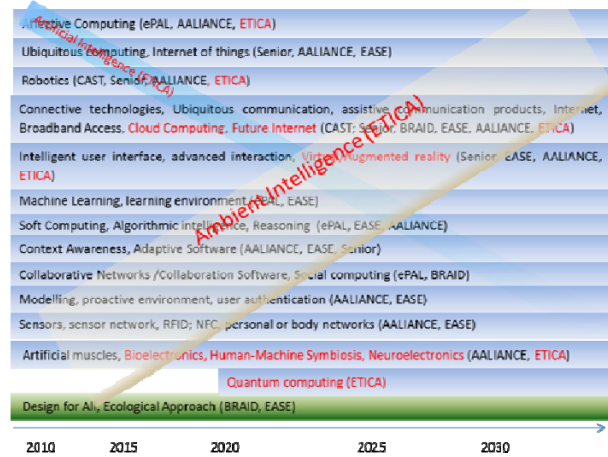 Affective Computing (ePAL, AALIANCE, ETICA)
Artificial Intelligence (ETICA)
Ubiquitous computing, Internet of things (Senior, AALIANCE, EASE)
Robotics (CAST, Senior, AALIANCE, ETICA)
Connective technologies, Ubiquitous communication, assistive communication products, Internet,
Broadband Access, Cloud Computing, Future Internet (CAST; Senior, BRAID, EASE, AALIANCE, ETICA)
Intelligent user interface, advanced interaction, Virtual/Augmented reality (Senior, EASE, AALIANCE,
ETICA)
Ambient Intelligence (ETICA)
Machine Learning, learning environment (ePAL, EASE)
Soft Computing, Algorithmic intelligence, Reasoning (ePAL, EASE, AALIANCE)
Context Awareness, Adaptive Software (AALIANCE, EASE, Senior)
Collaborative Networks /Collaboration Software, Social computing (ePAL, BRAID)
Modelling, proactive environment, user authentication (AALIANCE, EASE)
Sensors, sensor network, RFID; NFC, personal or body networks (AALIANCE, EASE)
Artificial muscles, Bioelectronics, Human-Machine Symbiosis, Neuroelectronics (AALIANCE, ETICA)
Quantum computing (ETICA)
Design for All, Ecological Approach (BRAID, EASE)
2010 2015 2020 2025 2030